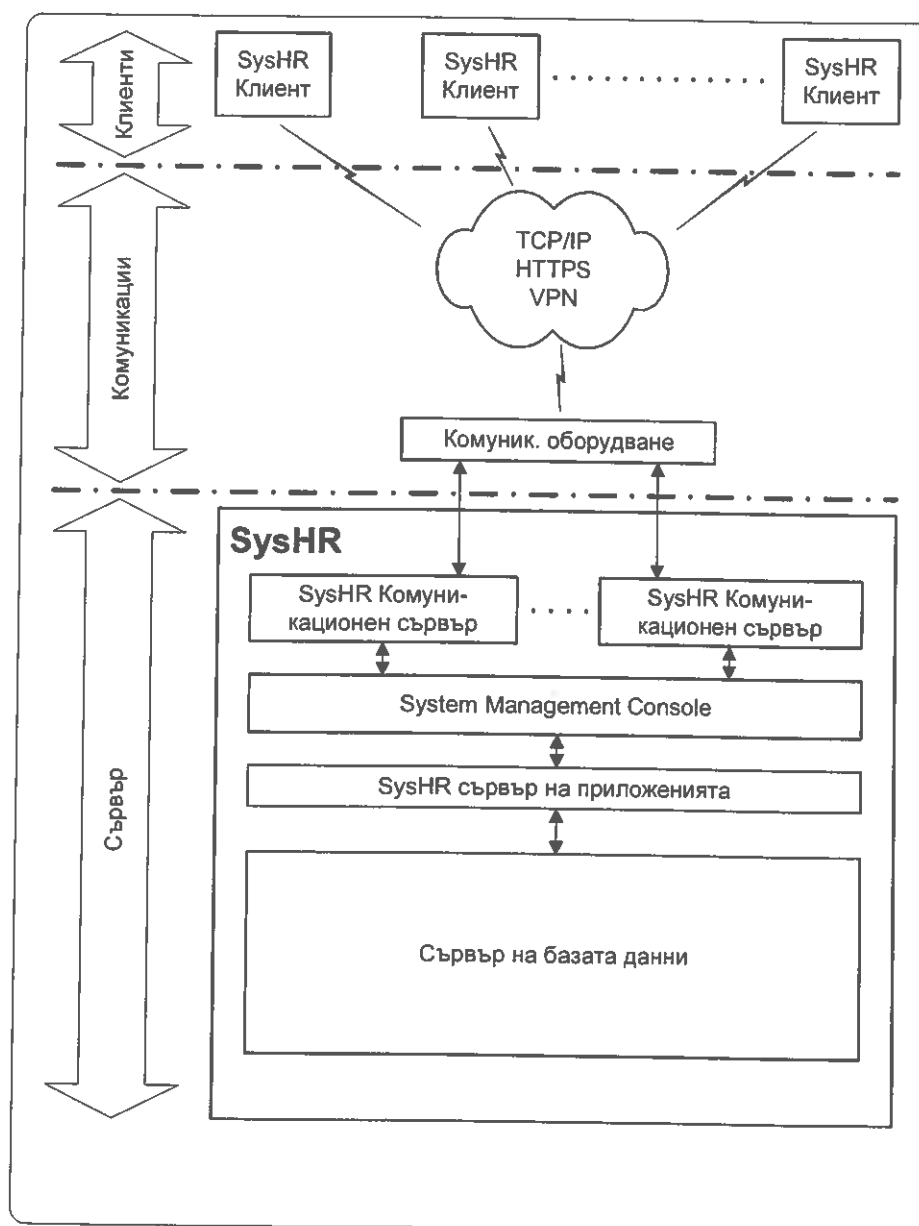 SysHR
Клиент
SysHR
Клиент
SysHR
Клиент
Клиенти
TCP/IP
HTTPS
VPN
Комуникации
Комуник. оборудване
SysHR
SysHR Комуни-
кационен сървър
SysHR Комуни-
кационен сървър
System Management Console
SysHR сървър на приложенията
Сървър
Сървър на базата данни